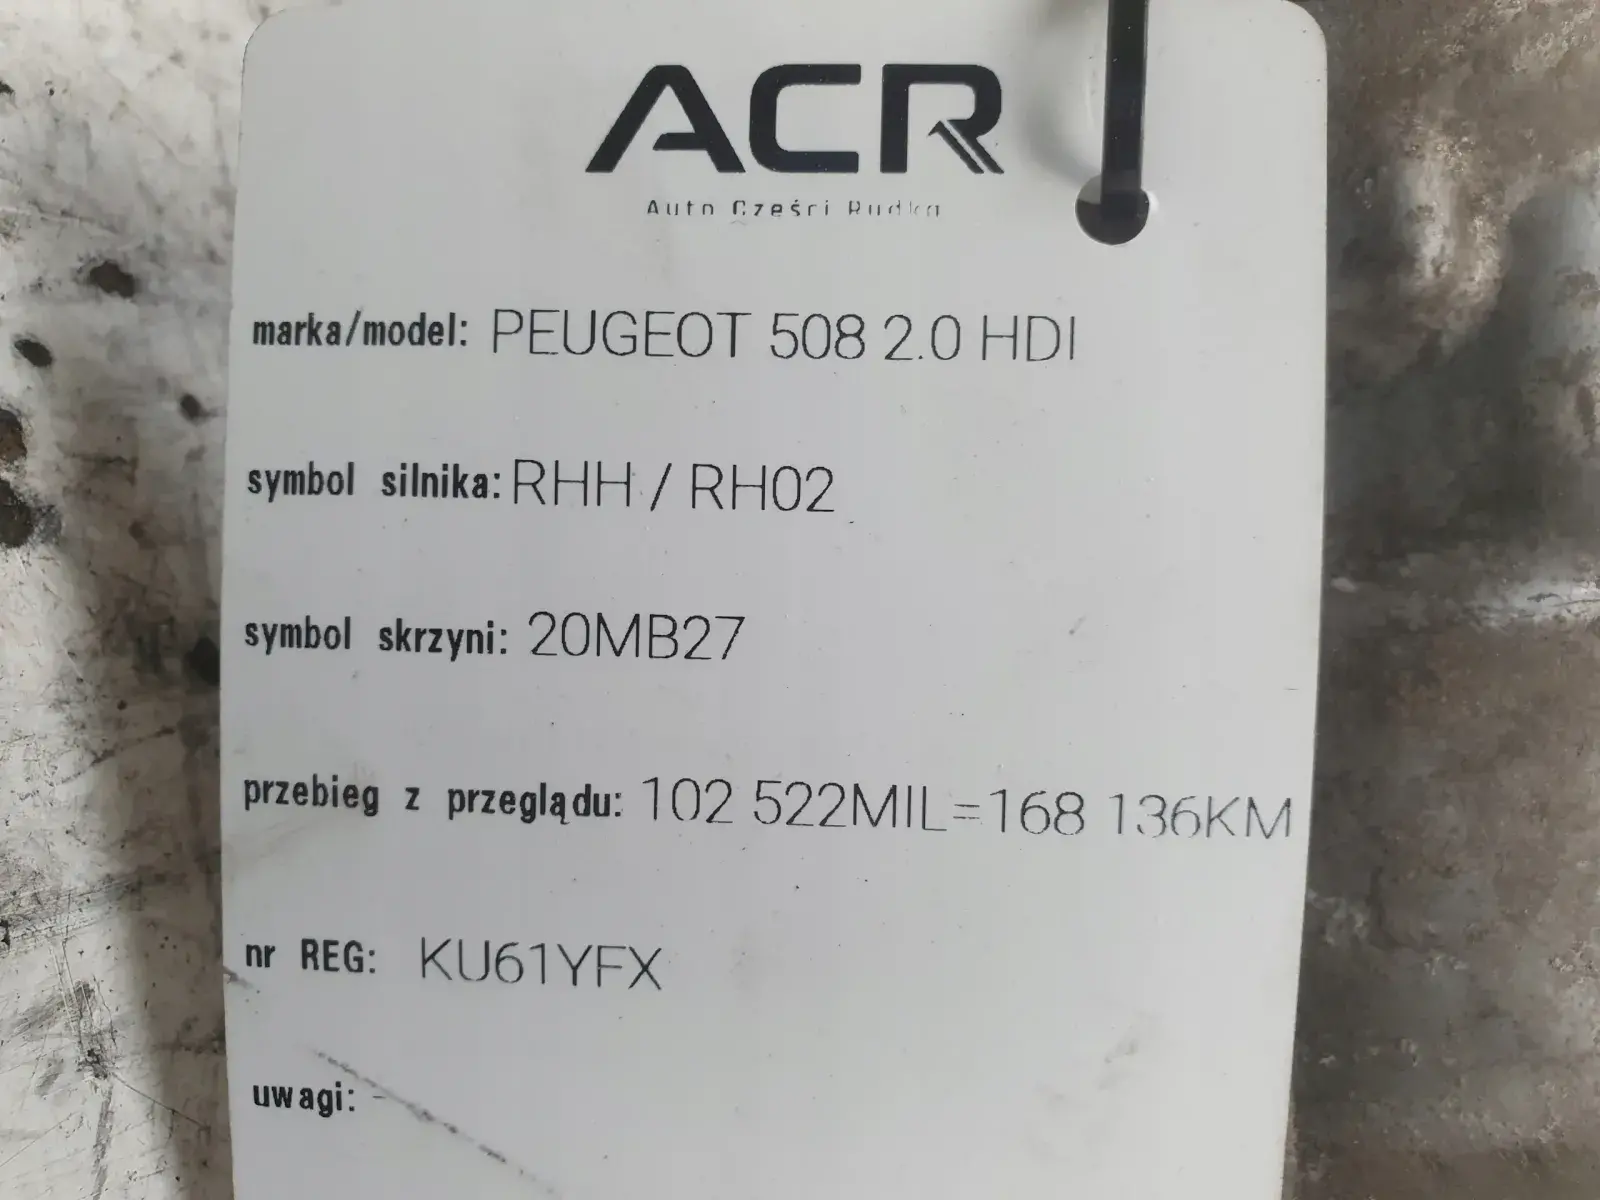 ACR
Auto Części Rudka
marka/model: PEUGEOT 508 2.0 HDI
symbol silnika: RHH / RH02
symbol skrzyni: 20MB27
przebieg z przeglądu: 102 522MIL=168 136KM
nr REG: KU61YFX
uwagi: -